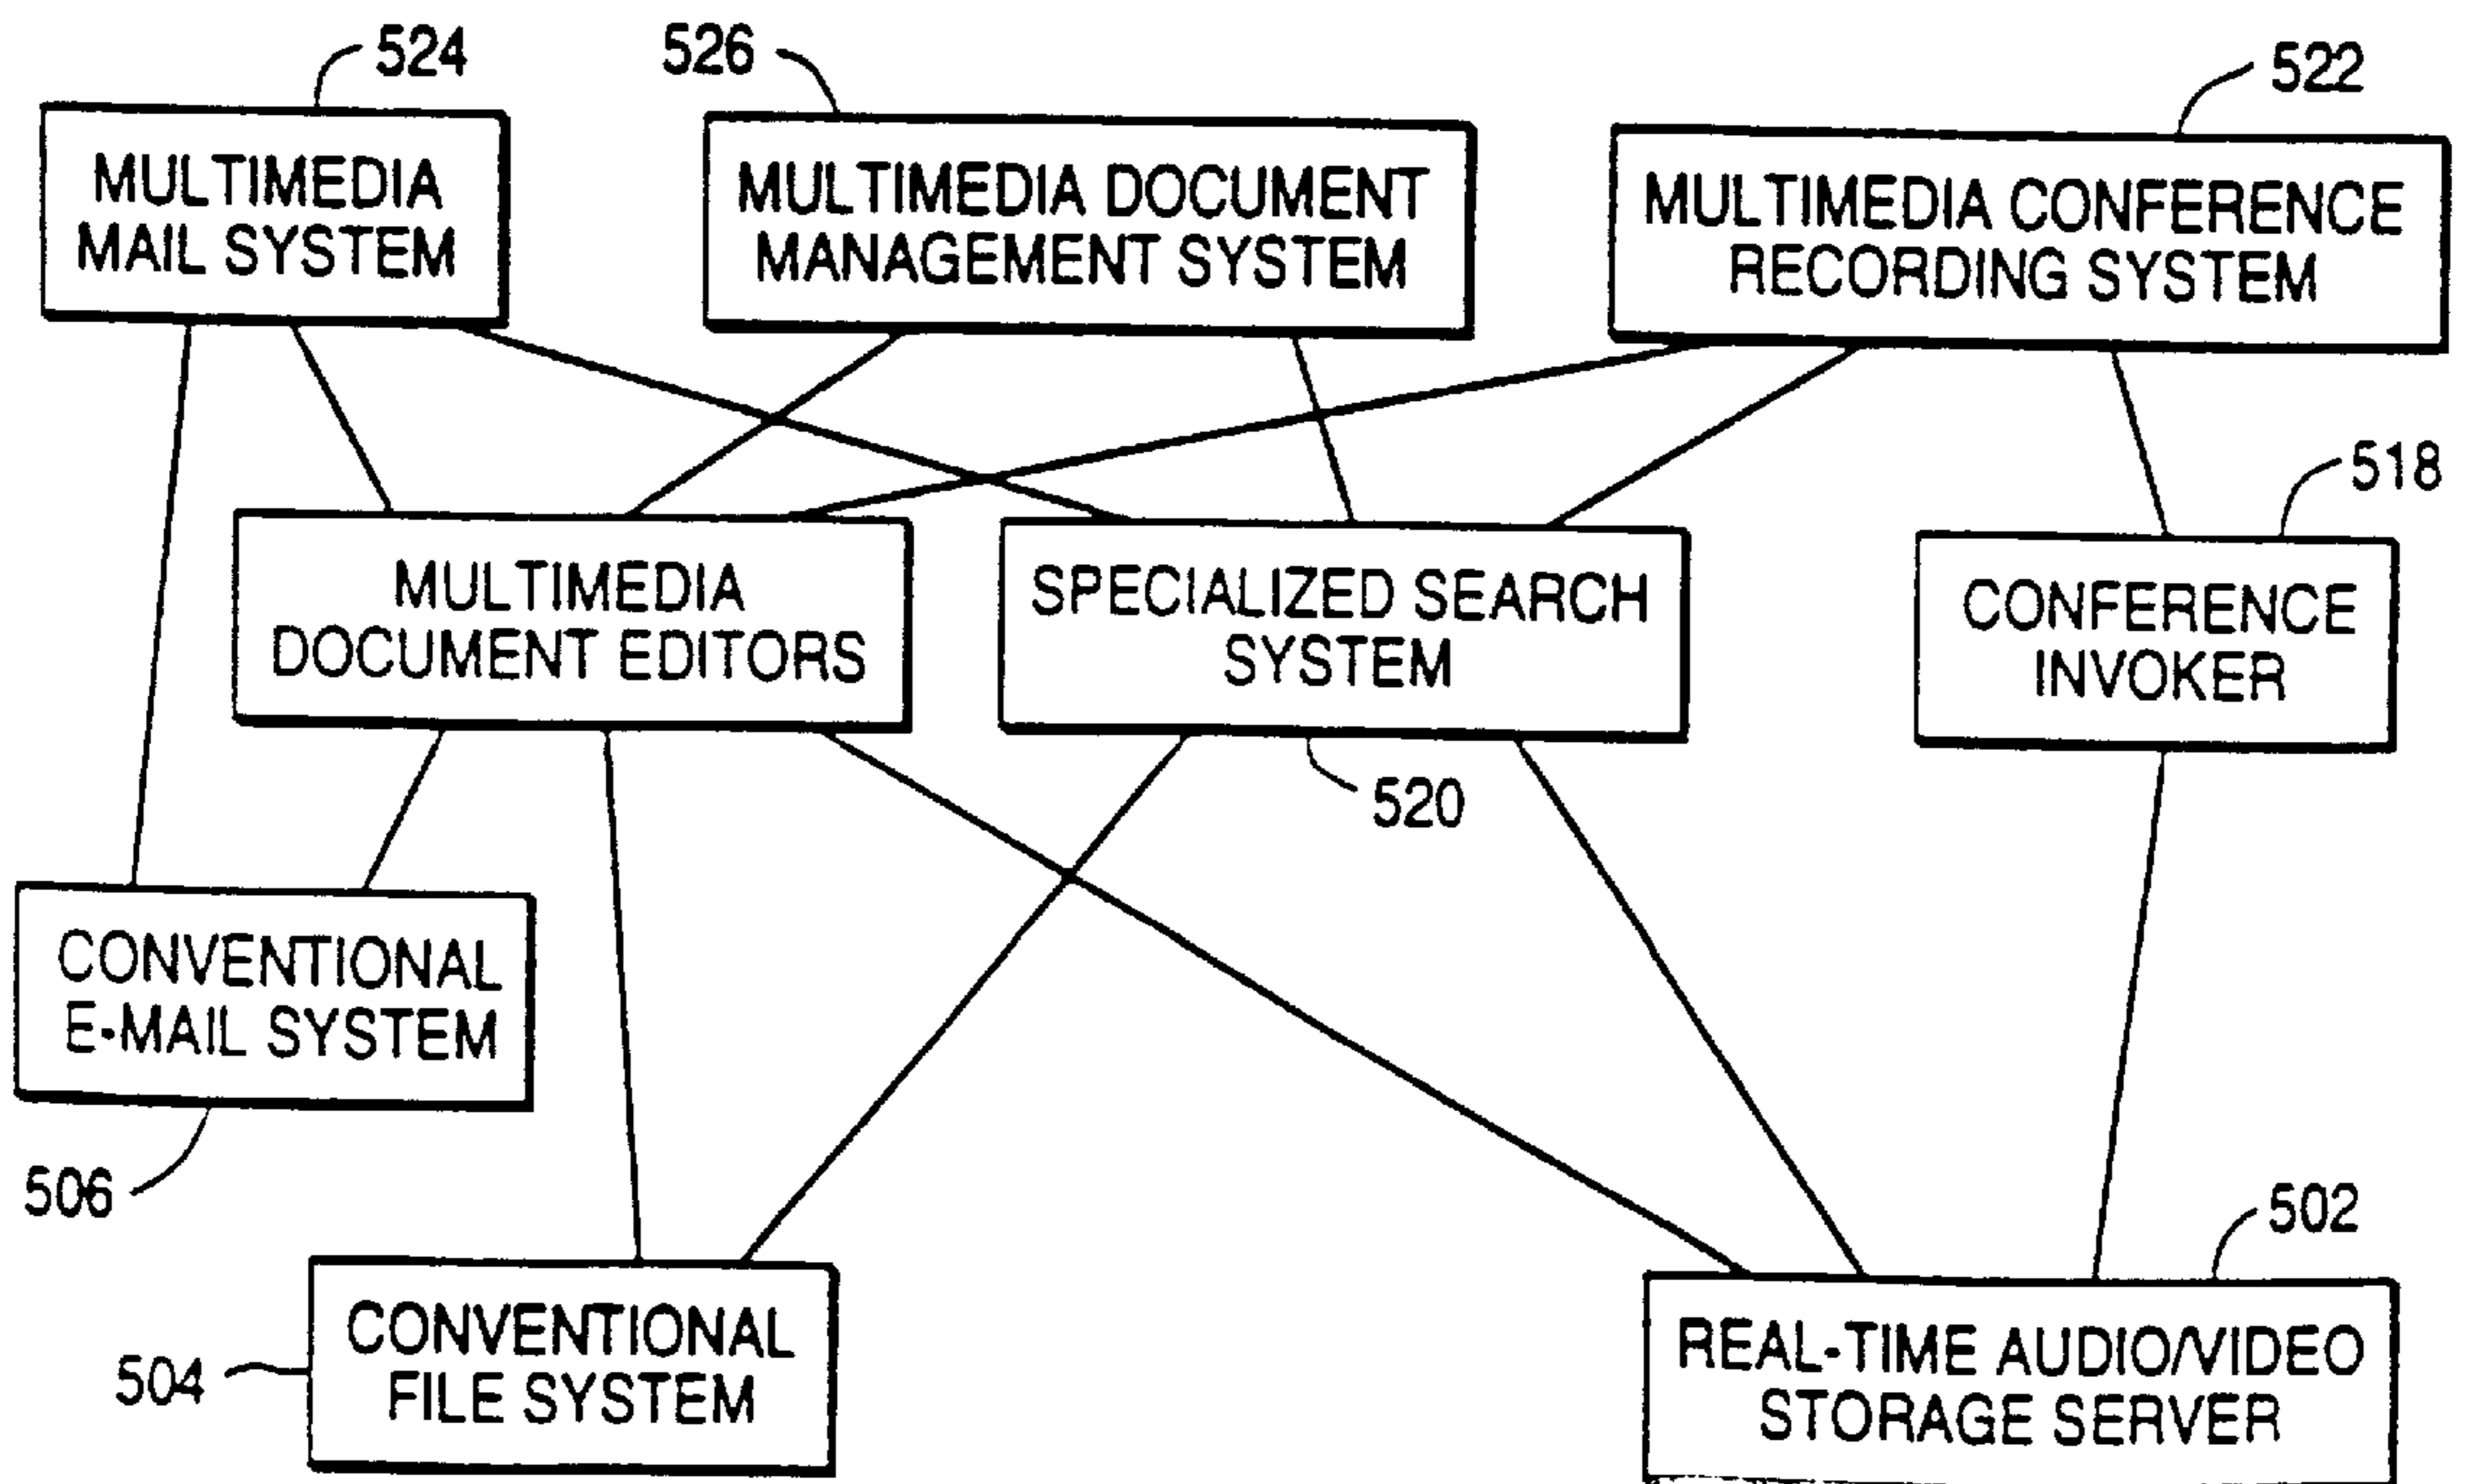 524
526
522
MULTIMEDIA
MAIL SYSTEM
MULTIMEDIA DOCUMENT
MANAGEMENT SYSTEM
MULTIMEDIA CONFERENCE
RECORDING SYSTEM
518
MULTIMEDIA
DOCUMENT EDITORS
SPECIALIZED SEARCH
SYSTEM
CONFERENCE
INVOKER
520
CONVENTIONAL
E-MAIL SYSTEM
506
502
504
CONVENTIONAL
FILE SYSTEM
REAL-TIME AUDIO/VIDEO
STORAGE SERVER